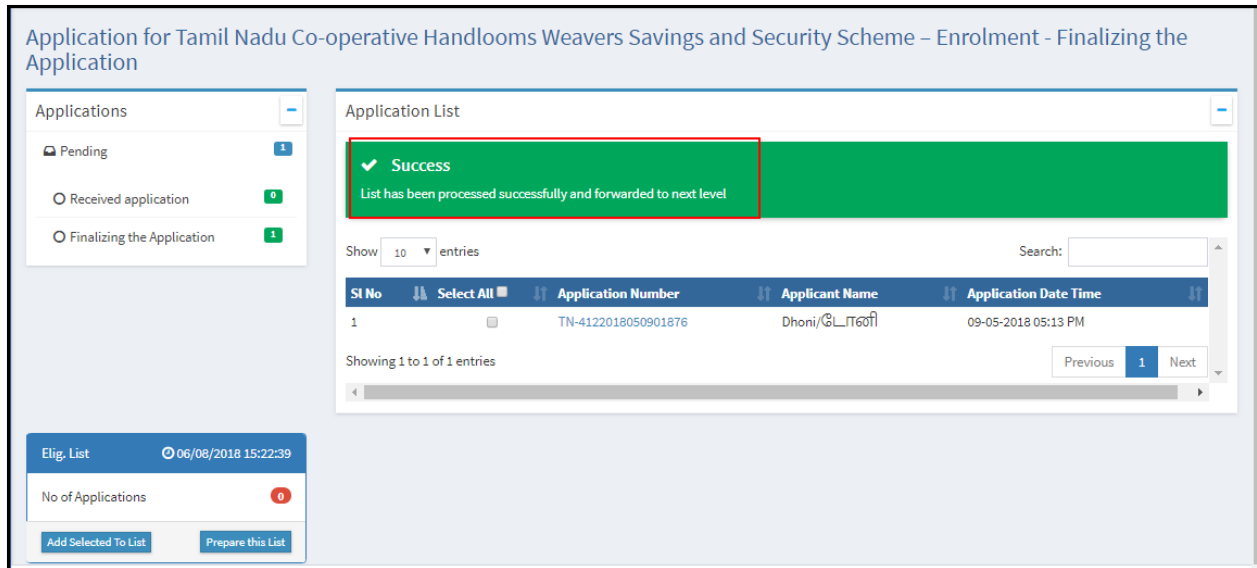 Application for Tamil Nadu Co-operative Handlooms Weavers Savings and Security Scheme – Enrolment - Finalizing the
Application
Applications
Pending 1
Received application 0
Finalizing the Application 1
Application List
Success
List has been processed successfully and forwarded to next level
Show 10 entries Search:
Sl No Select All Application Number Applicant Name Application Date Time
1 TN-4122018050901876 Dhoni/டோனி 09-05-2018 05:13 PM
Showing 1 to 1 of 1 entries Previous 1 Next
Elig. List 06/08/2018 15:22:39
No of Applications 0
Add Selected To List Prepare this List